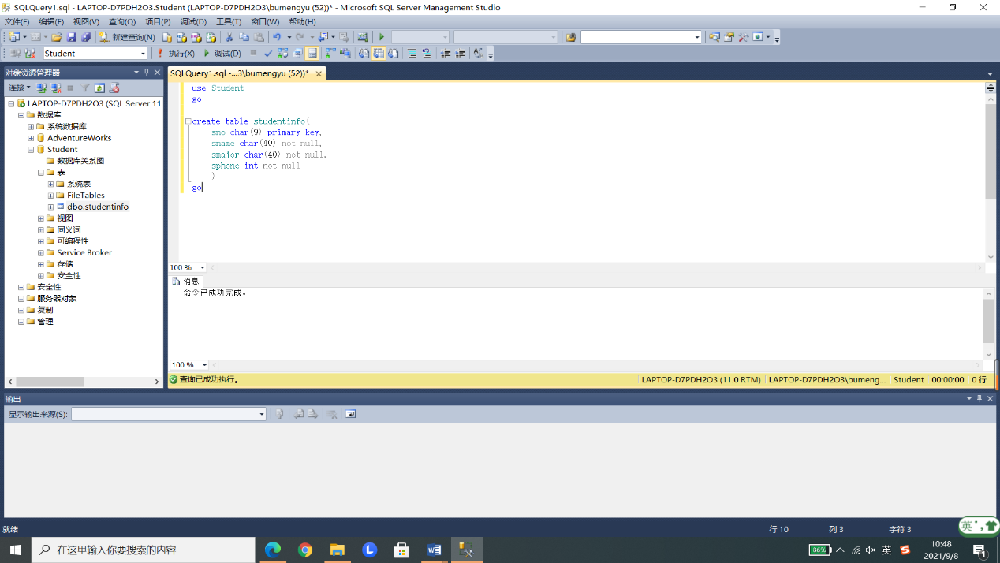 SQLQuery1.sql - LAPTOP-D7PDH2O3.Student (LAPTOP-D7PDH2O3\bumengyu (52))* - Microsoft SQL Server Management Studio
文件(F) 编辑(E) 视图(V) 查询(Q) 项目(P) 调试(D) 工具(T) 窗口(W) 帮助(H)
新建查询(N)
Student 执行(X) 调试(D)
对象资源管理器
连接
LAPTOP-D7PDH2O3 (SQL Server 11.
数据库
系统数据库
AdventureWorks
Student
数据库关系图
表
系统表
FileTables
dbo.studentinfo
视图
同义词
可编程性
Service Broker
存储
安全性
安全性
服务器对象
复制
管理
SQLQuery1.sql -...3\bumengyu (52))*
use Student
go
create table studentinfo(
sno char(9) primary key,
sname char(40) not null,
smajor char(40) not null,
sphone int not null
)
go
100 %
消息
命令已成功完成。
100 %
查询已成功执行。 LAPTOP-D7PDH2O3 (11.0 RTM) LAPTOP-D7PDH2O3\bumeng... Student 00:00:00 0 行
输出
显示输出来源(S):
就绪 行 10 列 3 字符 3
英
在这里输入你要搜索的内容
86% 英 10:48
2021/9/8 1